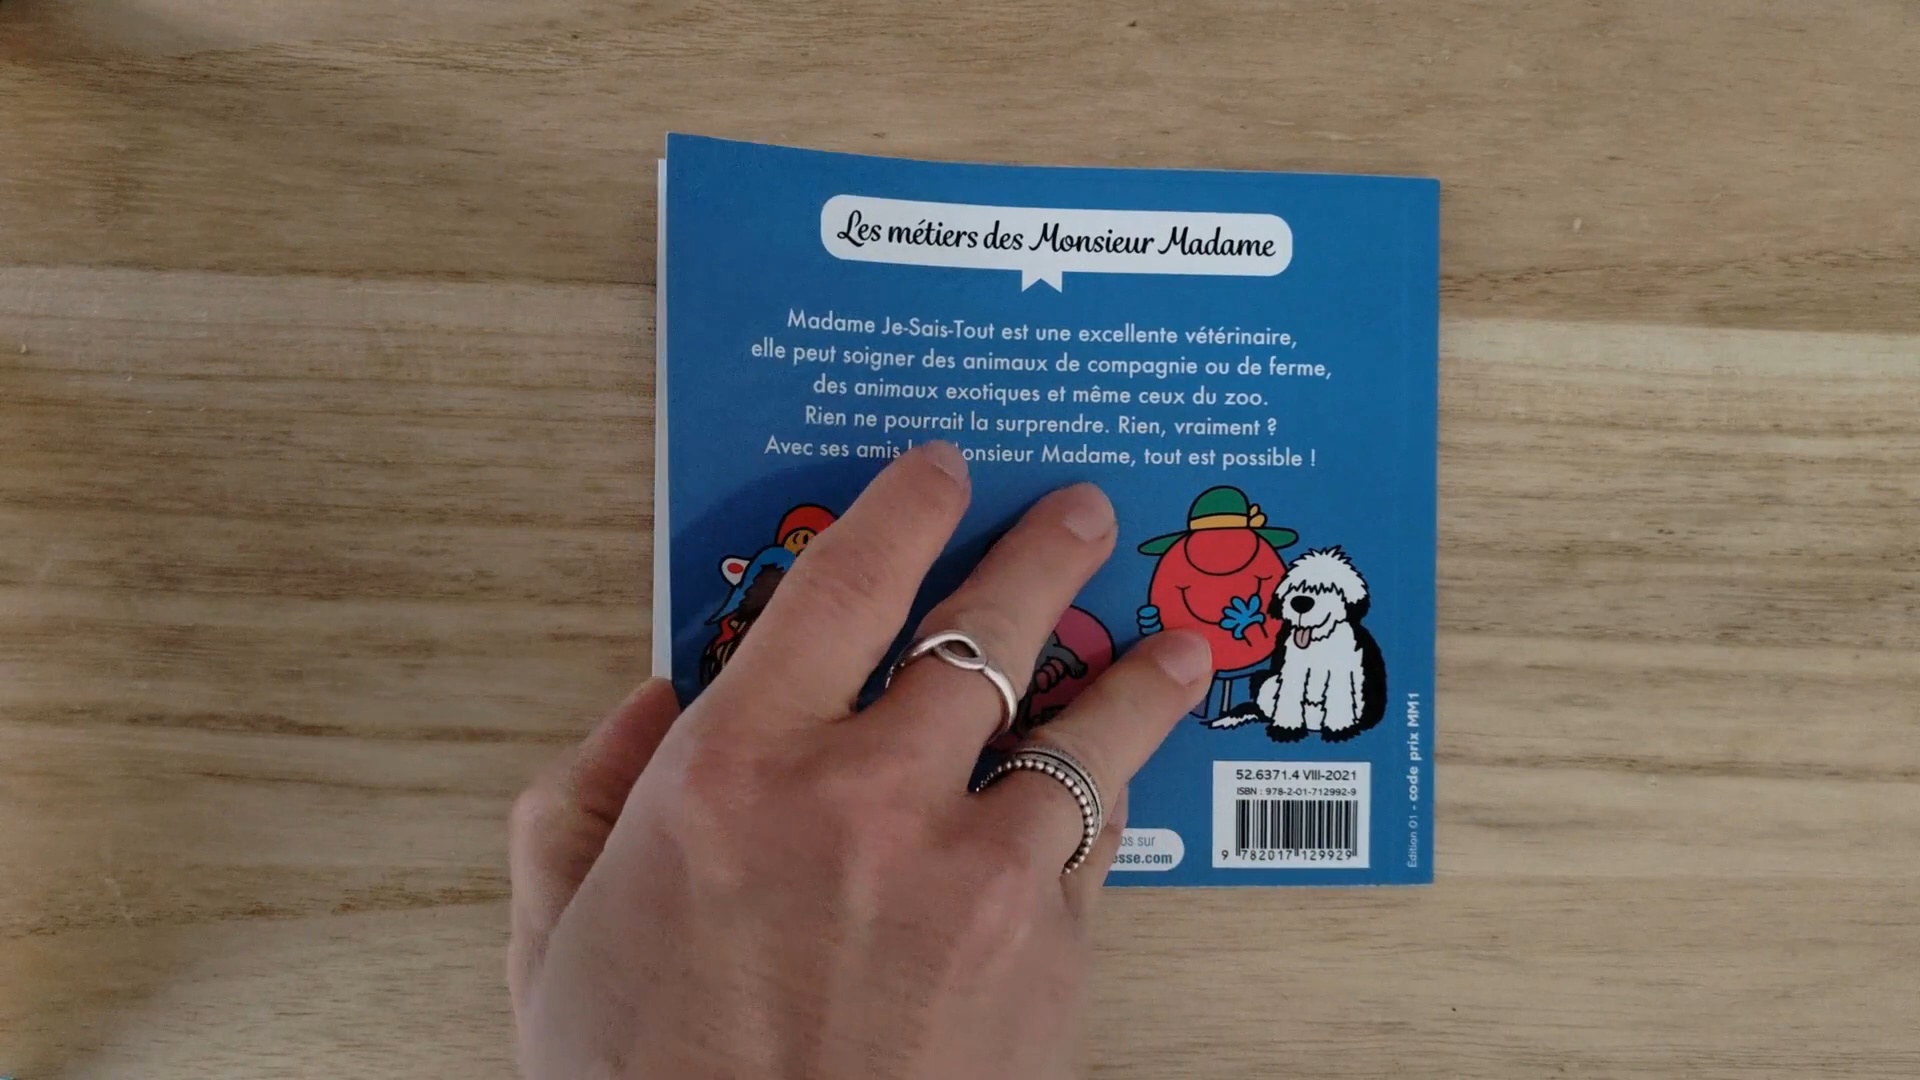 Les métiers des Monsieur Madame
Madame Je-Sais-Tout est une excellente vétérinaire,
elle peut soigner des animaux de compagnie ou de ferme,
des animaux exotiques et même ceux du zoo.
Rien ne pourrait la surprendre. Rien, vraiment ?
Avec ses amis onsieur Madame, tout est possible !
52.6371.4 VIII-2021
ISBN : 978-2-01-712992-9
9 782017 129929
sur
esse.com
Édition 01 - code prix MM1